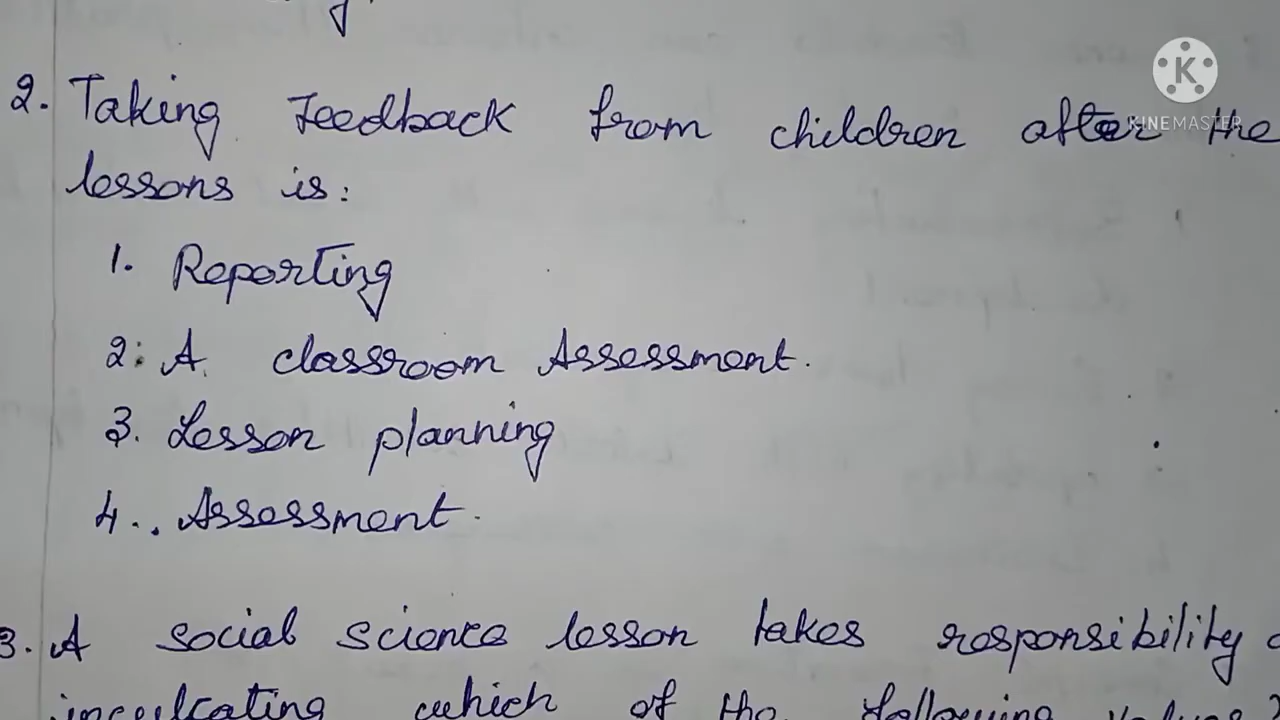 2. Taking Feedback from children after the
lessons is:
1. Reporting
2: A classroom Assessment.
3. Lesson planning
4.. Assessment.
3. A social science lesson takes responsibility
inculcating which of the following values?
K
KINEMASTER